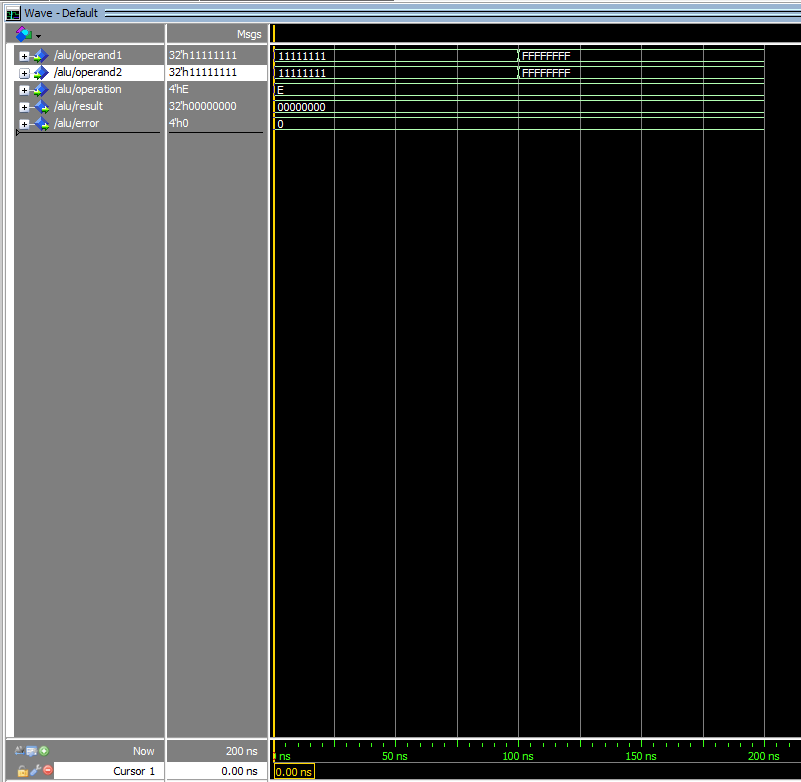 Wave - Default
Msgs
/alu/operand1 32'h11111111 11111111 FFFFFFFF
/alu/operand2 32'h11111111 11111111 FFFFFFFF
/alu/operation 4'hE E
/alu/result 32'h00000000 00000000
/alu/error 4'h0 0
Now 200 ns ns 50 ns 100 ns 150 ns 200 ns
Cursor 1 0.00 ns 0.00 ns